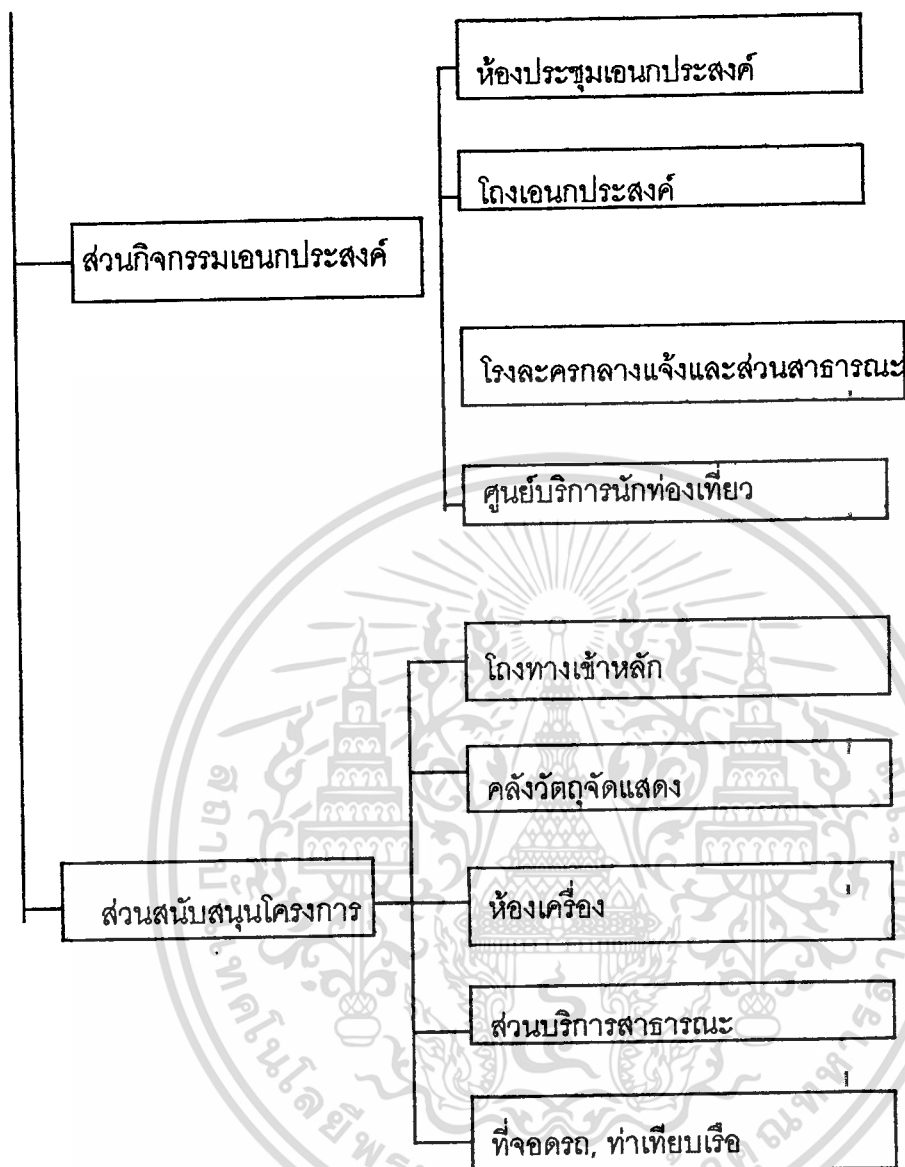 ห้องประชุมเอนกประสงค์
โถงเอนกประสงค์
ส่วนกิจกรรมเอนกประสงค์
โรงละครกลางแจ้งและส่วนสาธารณะ
ศูนย์บริการนักท่องเที่ยว
โถงทางเข้าหลัก
คลังวัตถุจัดแสดง
ส่วนสนับสนุนโครงการ
ห้องเครื่อง
ส่วนบริการสาธารณะ
ที่จอดรถ, ท่าเทียบเรือ